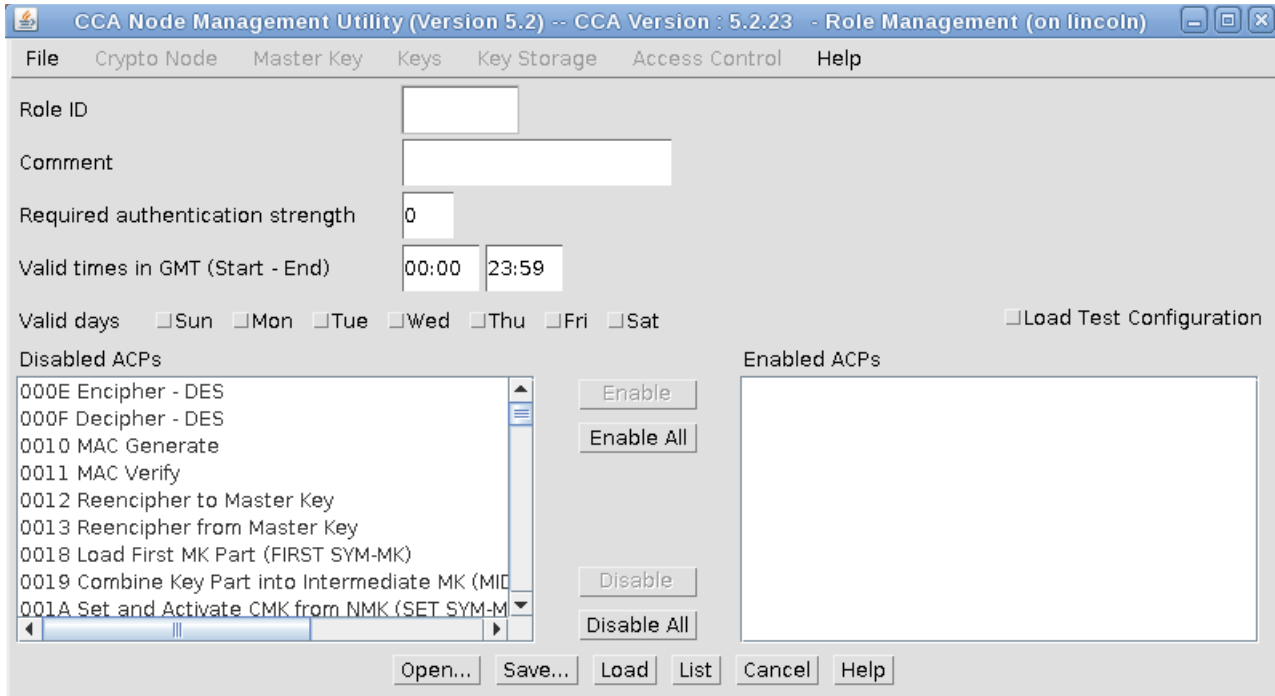 CCA Node Management Utility (Version 5.2) -- CCA Version : 5.2.23 - Role Management (on lincoln)
File Crypto Node Master Key Keys Key Storage Access Control Help
Role ID
Comment
Required authentication strength 0
Valid times in GMT (Start - End) 00:00 23:59
Valid days Sun Mon Tue Wed Thu Fri Sat Load Test Configuration
Disabled ACPs Enabled ACPs
000E Encipher - DES
000F Decipher - DES
0010 MAC Generate
0011 MAC Verify
0012 Reencipher to Master Key
0013 Reencipher from Master Key
0018 Load First MK Part (FIRST SYM-MK)
0019 Combine Key Part into Intermediate MK (MID
001A Set and Activate CMK from NMK (SET SYM-M
Enable
Enable All
Disable
Disable All
Open... Save... Load List Cancel Help